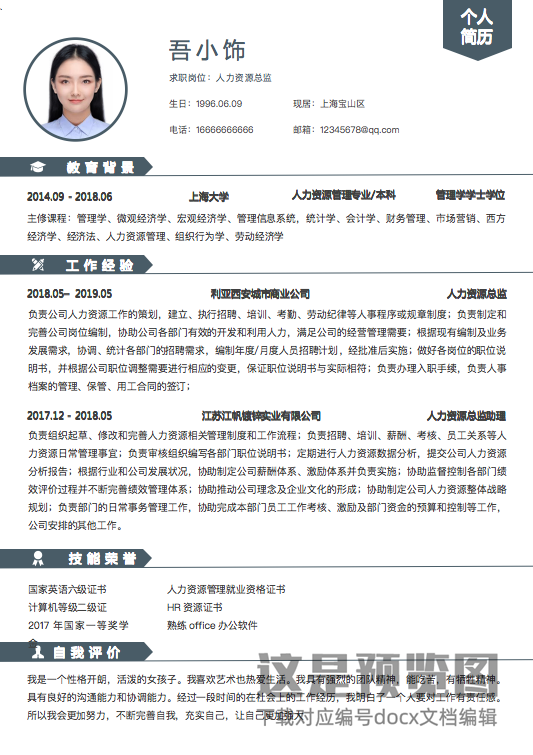 个人
简历
吾小饰
求职岗位：人力资源总监
生日：1996.06.09 现居：上海宝山区
电话：16666666666 邮箱：12345678@qq.com
教育背景
2014.09 - 2018.06 上海大学 人力资源管理专业/本科 管理学学士学位
主修课程：管理学、微观经济学、宏观经济学、管理信息系统，统计学、会计学、财务管理、市场营销、西方
经济学、经济法、人力资源管理、组织行为学、劳动经济学
工作经验
2018.05– 2019.05 利亚西安城市商业公司 人力资源总监
负责公司人力资源工作的策划，建立、执行招聘、培训、考勤、劳动纪律等人事程序或规章制度；负责制定和
完善公司岗位编制，协助公司各部门有效的开发和利用人力，满足公司的经营管理需要；根据现有编制及业务
发展需求，协调、统计各部门的招聘需求，编制年度/月度人员招聘计划，经批准后实施；做好各岗位的职位说
明书，并根据公司职位调整需要进行相应的变更，保证职位说明书与实际相符；负责办理入职手续，负责人事
档案的管理、保管、用工合同的签订；
2017.12 - 2018.05 江苏江帆镀锌实业有限公司 人力资源总监助理
负责组织起草、修改和完善人力资源相关管理制度和工作流程；负责招聘、培训、薪酬、考核、员工关系等人
力资源日常管理事宜；负责审核组织编写各部门职位说明书；定期进行人力资源数据分析，提交公司人力资源
分析报告；根据行业和公司发展状况，协助制定公司薪酬体系、激励体系并负责实施；协助监督控制各部门绩
效评价过程并不断完善绩效管理体系；协助推动公司理念及企业文化的形成；协助制定公司人力资源整体战略
规划；负责部门的日常事务管理工作，协助完成本部门员工工作考核、激励及部门资金的预算和控制等工作，
公司安排的其他工作。
技能荣誉
国家英语六级证书 人力资源管理就业资格证书
计算机等级二级证 HR 资源证书
2017 年国家一等奖学 熟练 office 办公软件
金
自我评价
这是预览图
我是一个性格开朗，活泼的女孩子。我喜欢艺术也热爱生活。我具有强烈的团队精神，能吃苦，有牺牲精神。
具有良好的沟通能力和协调能力。经过一段时间的在社会上的工作经历，我明白了一个人要对工作有责任感。
所以我会更加努力，不断完善自我，充实自己，让自己更加强大。
下载对应编号docx文档编辑